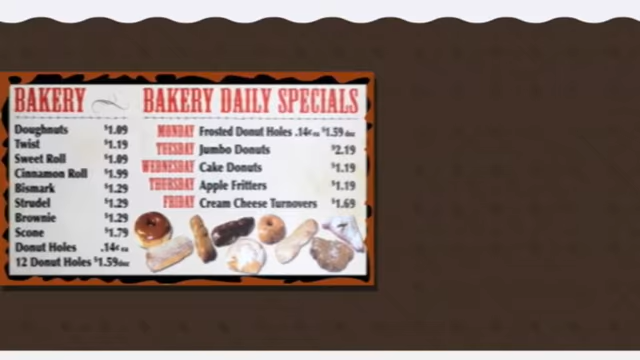 BAKERY
Doughnuts $1.09
Twist $1.19
Sweet Roll $1.09
Cinnamon Roll $1.99
Bismark $1.29
Strudel $1.29
Brownie $1.29
Scone $1.79
Donut Holes .14¢ ea
12 Donut Holes $1.59 doz
BAKERY DAILY SPECIALS
MONDAY Frosted Donut Holes .14¢ ea $1.59 doz
TUESDAY Jumbo Donuts $2.19
WEDNESDAY Cake Donuts $1.19
THURSDAY Apple Fritters $1.19
FRIDAY Cream Cheese Turnovers $1.69